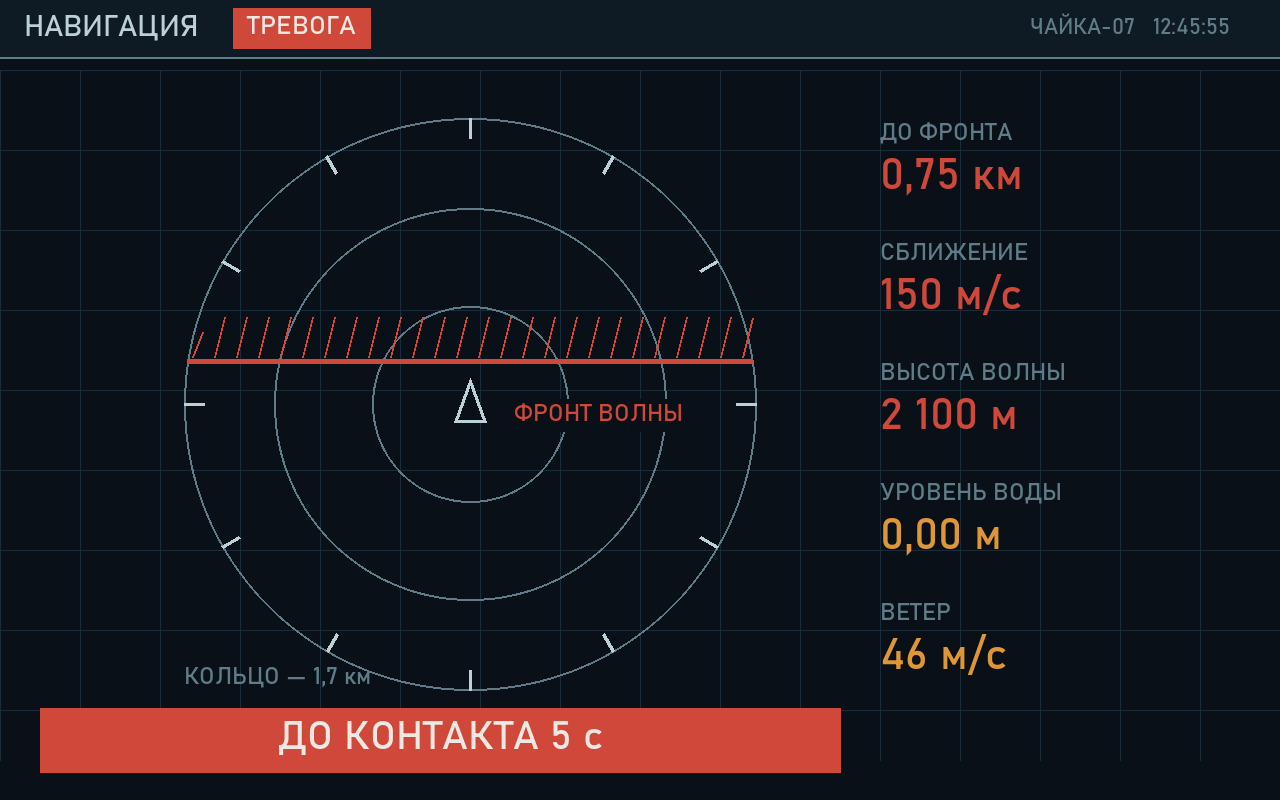 НАВИГАЦИЯ ТРЕВОГА ЧАЙКА-07 12:45:55
ДО ФРОНТА
0,75 км
СБЛИЖЕНИЕ
150 м/с
ВЫСОТА ВОЛНЫ
2 100 м
ФРОНТ ВОЛНЫ
УРОВЕНЬ ВОДЫ
0,00 м
ВЕТЕР
46 м/с
КОЛЬЦО — 1,7 км
ДО КОНТАКТА 5 с